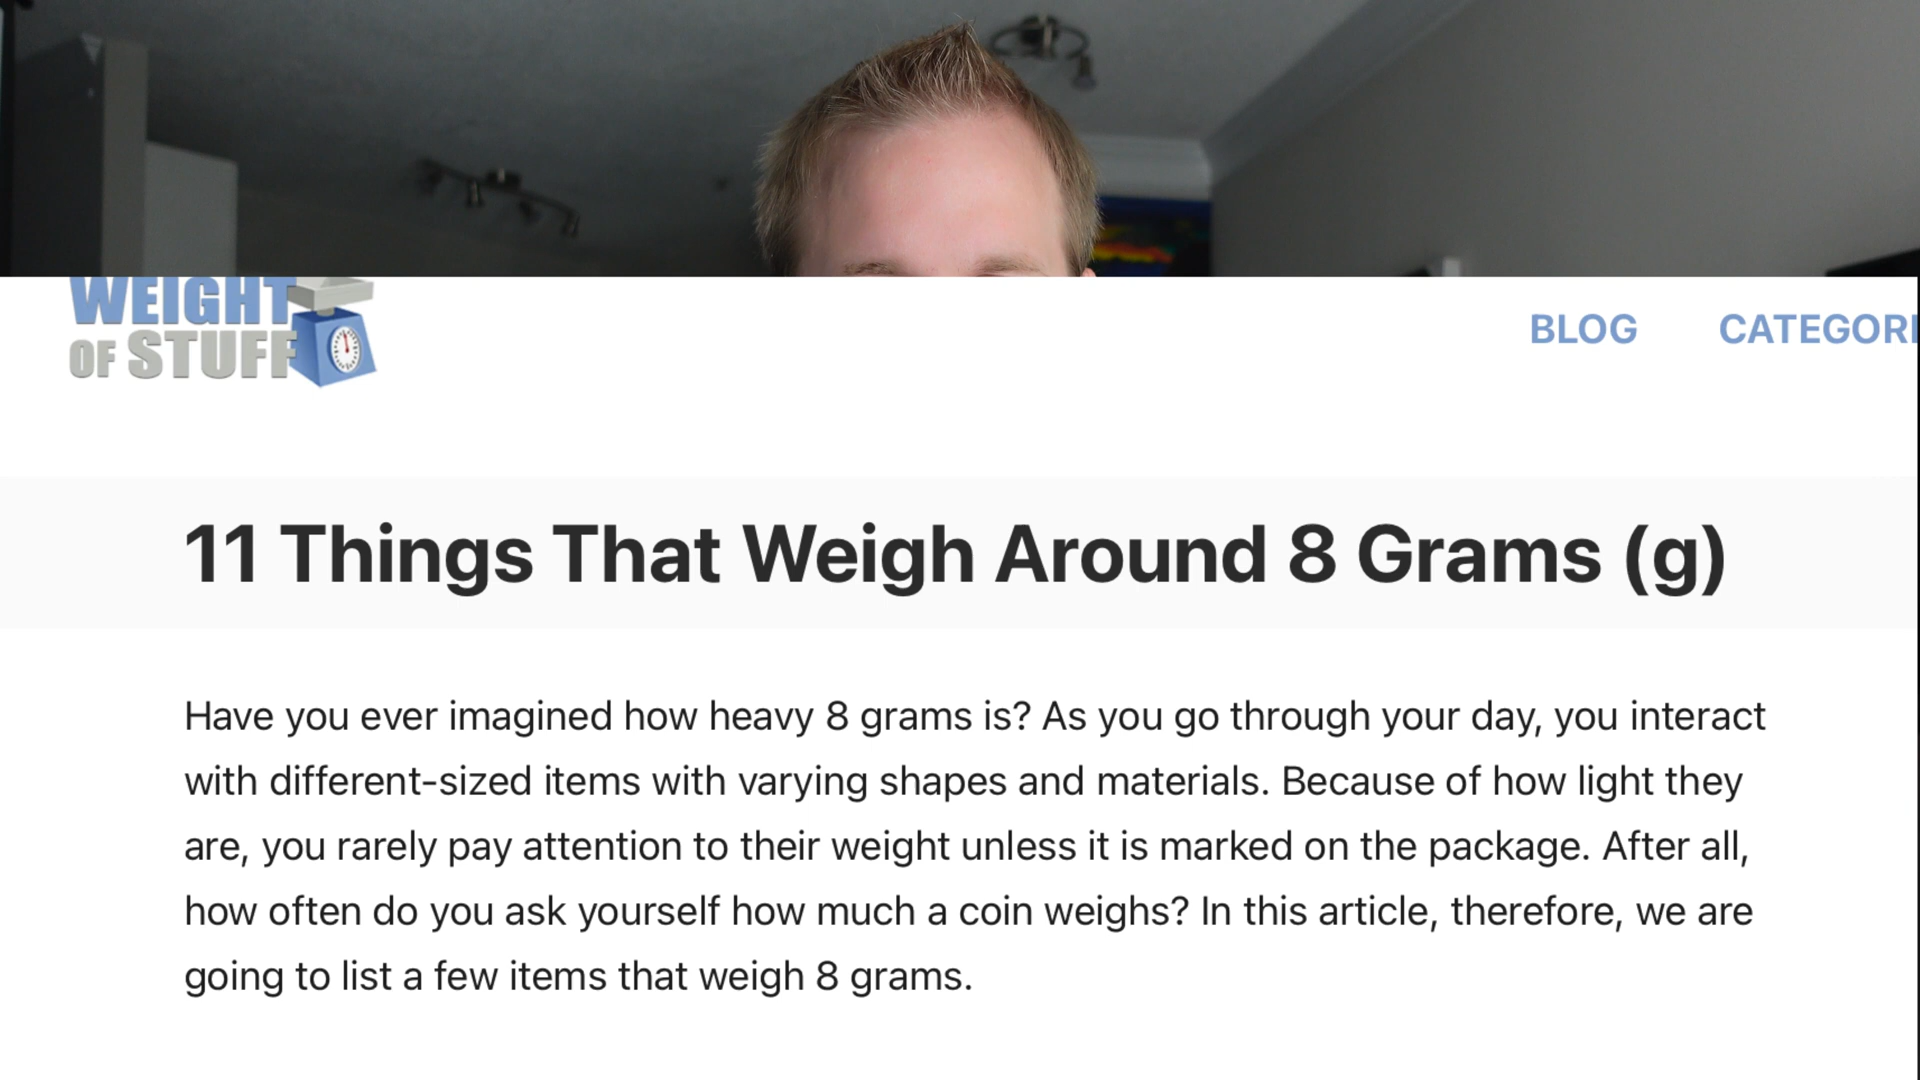 WEIGHT
OF STUFF
BLOG CATEGORI
11 Things That Weigh Around 8 Grams (g)
Have you ever imagined how heavy 8 grams is? As you go through your day, you interact
with different-sized items with varying shapes and materials. Because of how light they
are, you rarely pay attention to their weight unless it is marked on the package. After all,
how often do you ask yourself how much a coin weighs? In this article, therefore, we are
going to list a few items that weigh 8 grams.